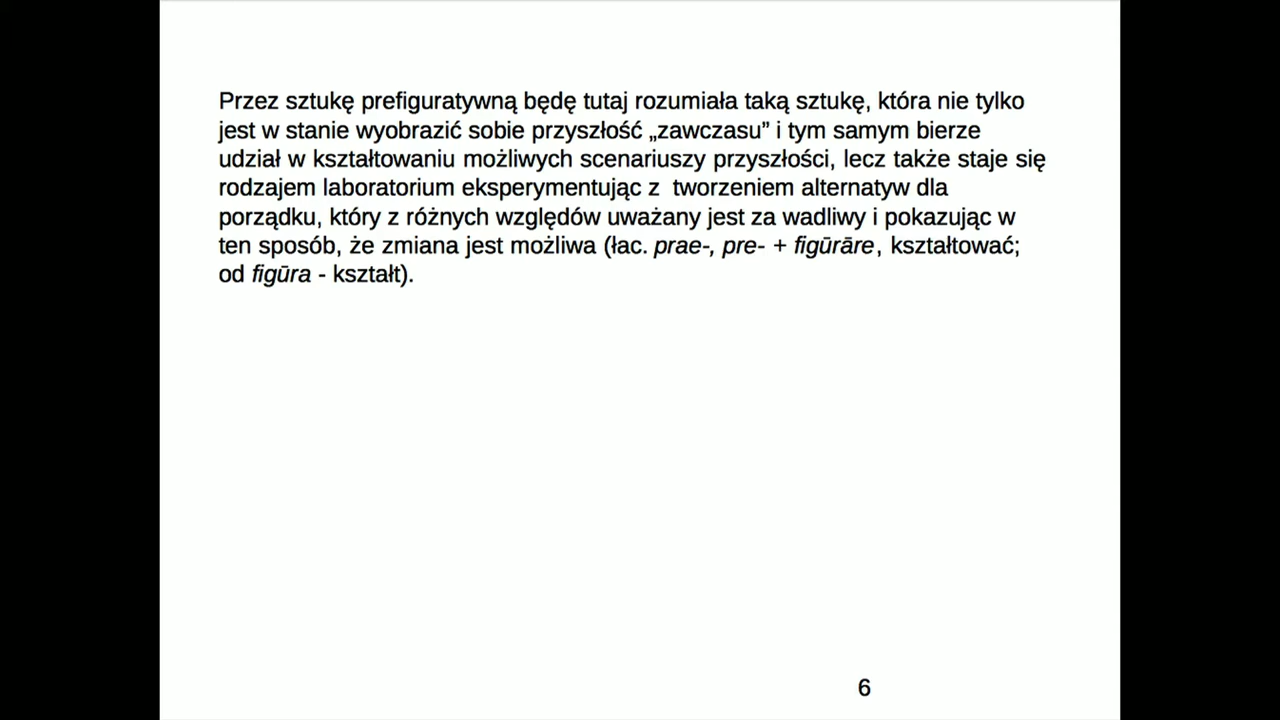 Przez sztukę prefiguratywną będę tutaj rozumiała taką sztukę, która nie tylko
jest w stanie wyobrazić sobie przyszłość „zawczasu” i tym samym bierze
udział w kształtowaniu możliwych scenariuszy przyszłości, lecz także staje się
rodzajem laboratorium eksperymentując z  tworzeniem alternatyw dla
porządku, który z różnych względów uważany jest za wadliwy i pokazując w
ten sposób, że zmiana jest możliwa (łac. prae-, pre- + figūrāre, kształtować;
od figūra - kształt).
6